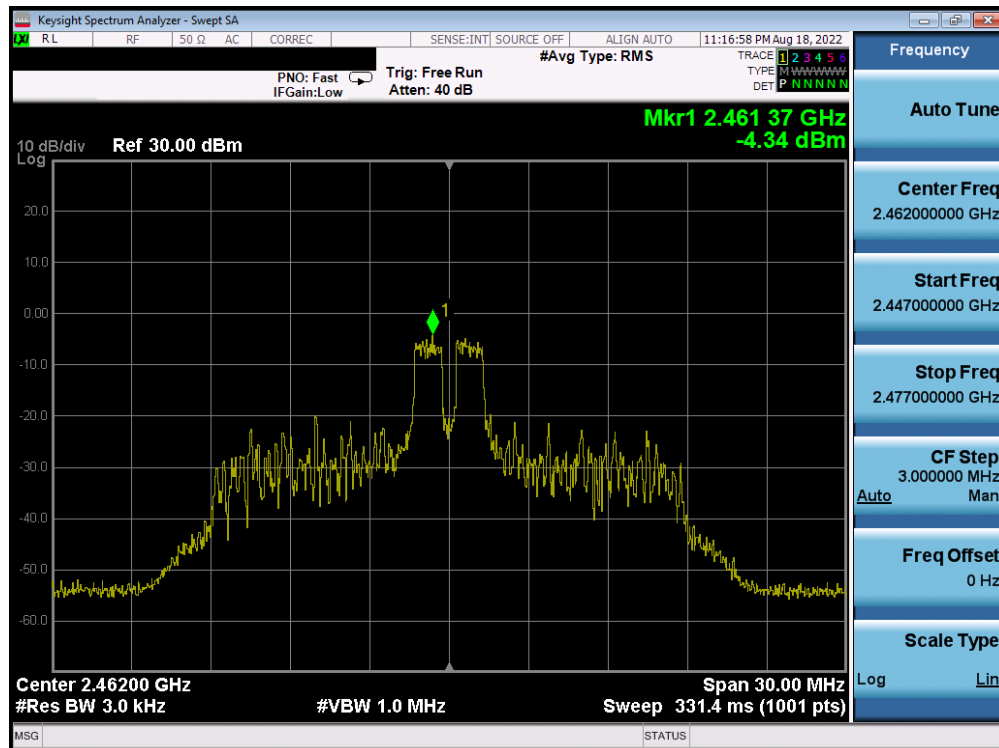 Keysight Spectrum Analyzer - Swept SA
LXI RL RF 50 Ω AC CORREC SENSE:INT SOURCE OFF ALIGN AUTO 11:16:58 PM Aug 18, 2022
#Avg Type: RMS
TRACE 1 2 3 4 5 6
PNO: Fast Trig: Free Run
TYPE M WWWWW
IFGain:Low Atten: 40 dB
DET P N N N N N
Mkr1 2.461 37 GHz
-4.34 dBm
10 dB/div Ref 30.00 dBm
Log
20.0
10.0
0.00
-10.0
-20.0
-30.0
-40.0
-50.0
-60.0
1
Center 2.46200 GHz Span 30.00 MHz
#Res BW 3.0 kHz #VBW 1.0 MHz Sweep 331.4 ms (1001 pts)
MSG STATUS
Frequency
Auto Tune
Center Freq
2.462000000 GHz
Start Freq
2.447000000 GHz
Stop Freq
2.477000000 GHz
CF Step
3.000000 MHz
Auto Man
Freq Offset
0 Hz
Scale Type
Log Lin